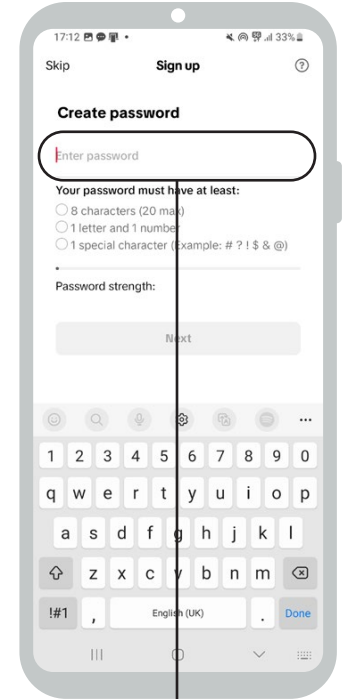 17:12 33%
Skip Sign up ?
Create password
Enter password
Your password must have at least:
8 characters (20 max)
1 letter and 1 number
1 special character (Example: # ? ! $ & @)
Password strength:
Next
1 2 3 4 5 6 7 8 9 0
q w e r t y u i o p
a s d f g h j k l
z x c v b n m
!#1 , English (UK) . Done